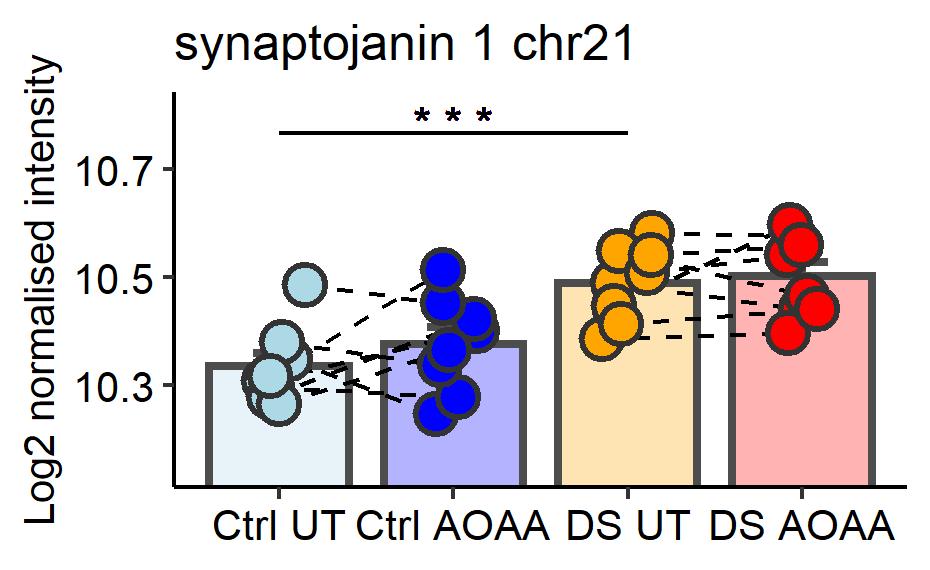 synaptojanin 1 chr21
Log2 normalised intensity
* * *
10.7
10.5
10.3
Ctrl UT Ctrl AOAA DS UT DS AOAA